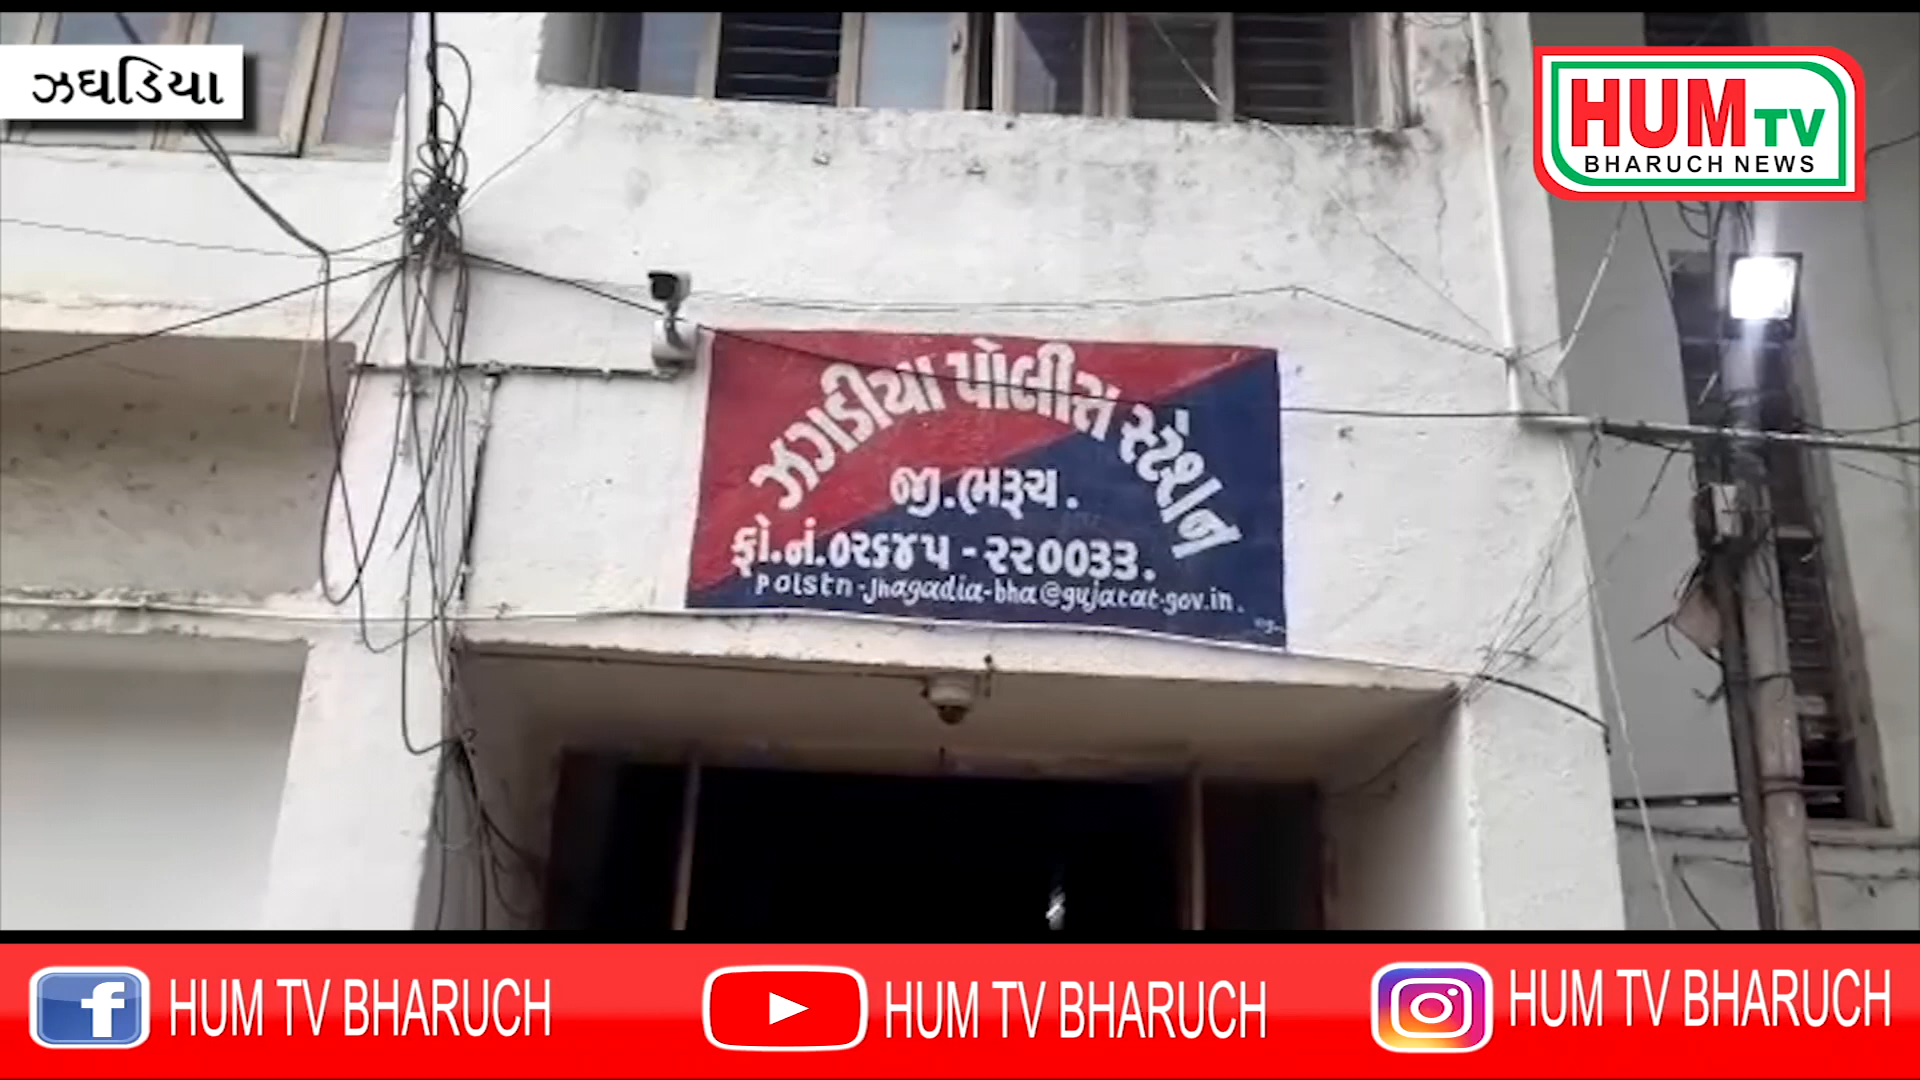 ઝઘડિયા
HUM TV
BHARUCH NEWS
ઝગડીયા પોલીસ સ્ટેશન
જી.ભરૂચ.
ફો.નં.૦૨૬૪૫ - ૨૨૦૦૩૩.
Polstn-Jhagadia-bha@gujarat.gov.in.
HUM TV BHARUCH
HUM TV BHARUCH
HUM TV BHARUCH